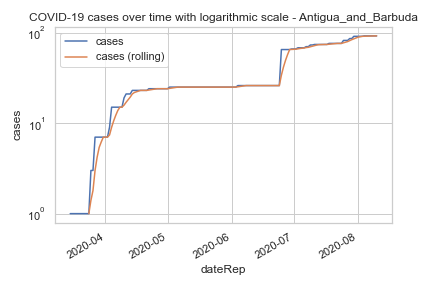 COVID-19 cases over time with logarithmic scale - Antigua_and_Barbuda
cases
cases (rolling)
10²
10¹
10⁰
cases
2020-04
2020-05
2020-06
2020-07
2020-08
dateRep